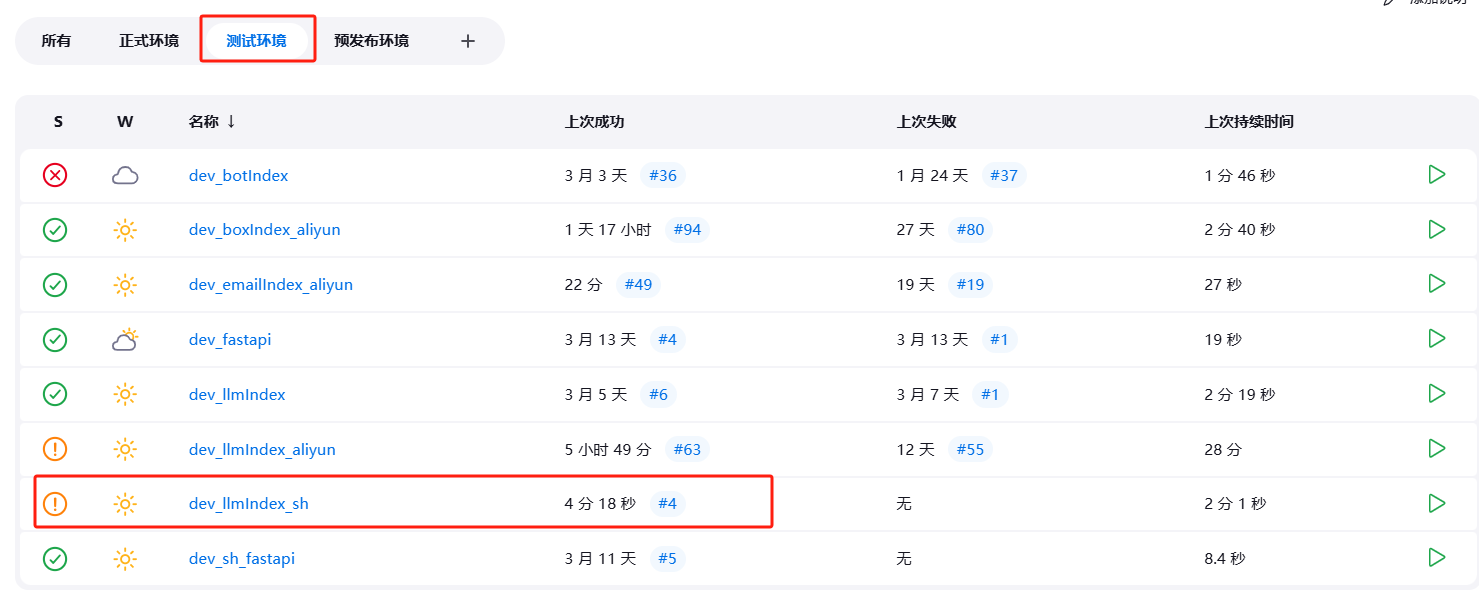 添加说明
所有 正式环境 测试环境 预发布环境 +
S W 名称 ↓ 上次成功 上次失败 上次持续时间
dev_botIndex 3 月 3 天 #36 1 月 24 天 #37 1 分 46 秒
dev_boxIndex_aliyun 1 天 17 小时 #94 27 天 #80 2 分 40 秒
dev_emailIndex_aliyun 22 分 #49 19 天 #19 27 秒
dev_fastapi 3 月 13 天 #4 3 月 13 天 #1 19 秒
dev_llmIndex 3 月 5 天 #6 3 月 7 天 #1 2 分 19 秒
dev_llmIndex_aliyun 5 小时 49 分 #63 12 天 #55 28 分
dev_llmIndex_sh 4 分 18 秒 #4 无 2 分 1 秒
dev_sh_fastapi 3 月 11 天 #5 无 8.4 秒